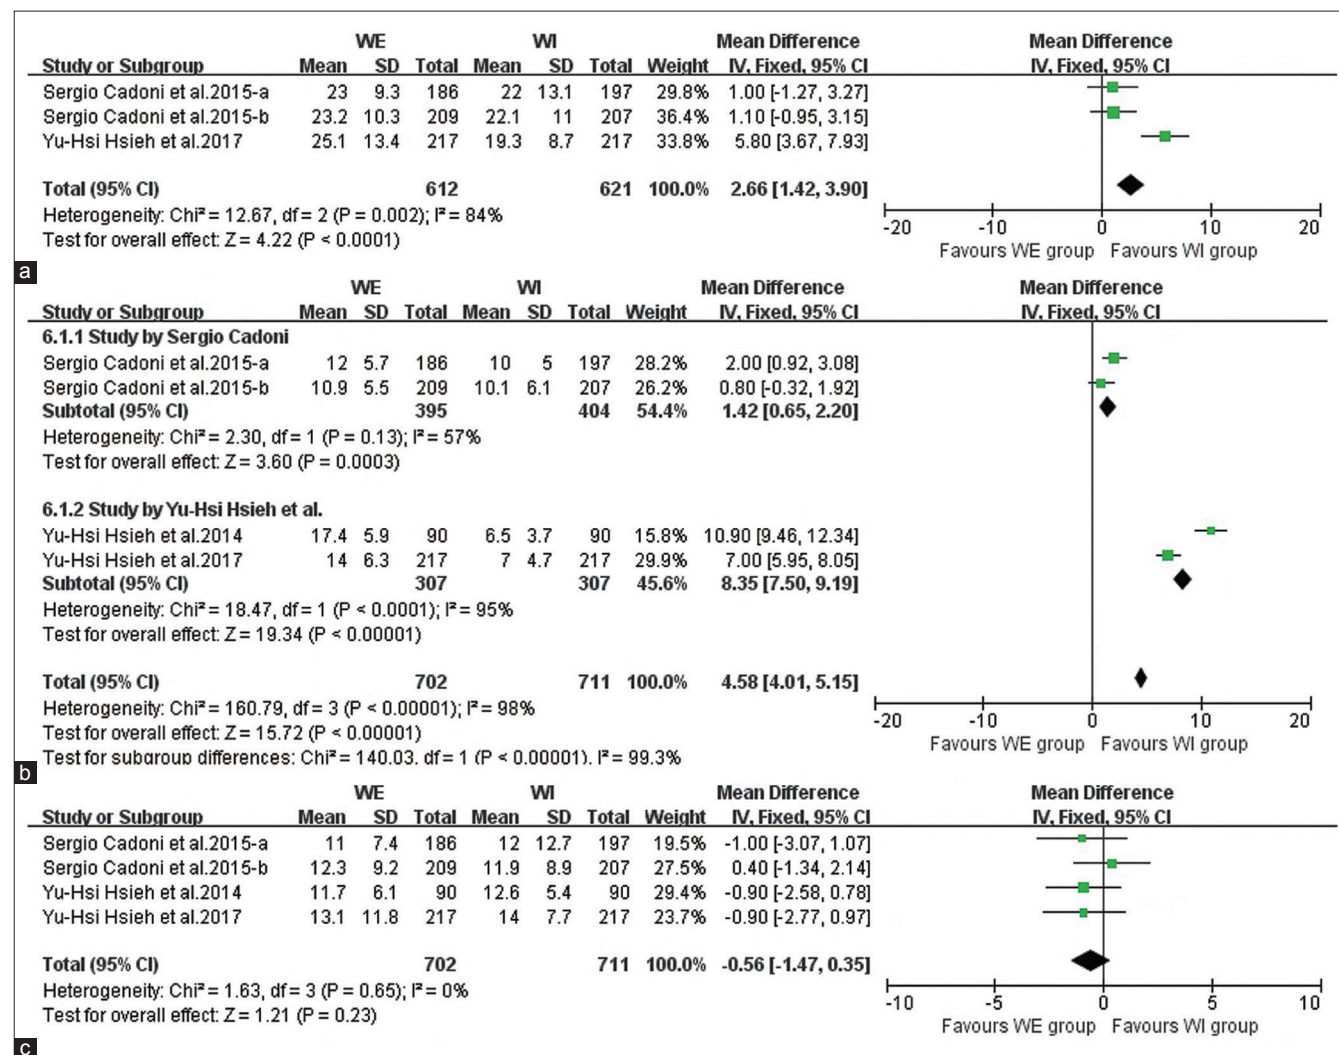 WE WI Mean Difference Mean Difference
Study or Subgroup Mean SD Total Mean SD Total Weight IV, Fixed, 95% CI IV, Fixed, 95% CI
Sergio Cadoni et al.2015-a 23 9.3 186 22 13.1 197 29.8% 1.00 [-1.27, 3.27]
Sergio Cadoni et al.2015-b 23.2 10.3 209 22.1 11 207 36.4% 1.10 [-0.95, 3.15]
Yu-Hsi Hsieh et al.2017 25.1 13.4 217 19.3 8.7 217 33.8% 5.80 [3.67, 7.93]
Total (95% CI) 612 621 100.0% 2.66 [1.42, 3.90]
Heterogeneity: Chi² = 12.67, df = 2 (P = 0.002); I² = 84%
Test for overall effect: Z = 4.22 (P < 0.0001)
-20 -10 0 10 20
Favours WE group Favours WI group
a
WE WI Mean Difference Mean Difference
Study or Subgroup Mean SD Total Mean SD Total Weight IV, Fixed, 95% CI IV, Fixed, 95% CI
6.1.1 Study by Sergio Cadoni
Sergio Cadoni et al.2015-a 12 5.7 186 10 5 197 28.2% 2.00 [0.92, 3.08]
Sergio Cadoni et al.2015-b 10.9 5.5 209 10.1 6.1 207 26.2% 0.80 [-0.32, 1.92]
Subtotal (95% CI) 395 404 54.4% 1.42 [0.65, 2.20]
Heterogeneity: Chi² = 2.30, df = 1 (P = 0.13); I² = 57%
Test for overall effect: Z = 3.60 (P = 0.0003)
6.1.2 Study by Yu-Hsi Hsieh et al.
Yu-Hsi Hsieh et al.2014 17.4 5.9 90 6.5 3.7 90 15.8% 10.90 [9.46, 12.34]
Yu-Hsi Hsieh et al.2017 14 6.3 217 7 4.7 217 29.9% 7.00 [5.95, 8.05]
Subtotal (95% CI) 307 307 45.6% 8.35 [7.50, 9.19]
Heterogeneity: Chi² = 18.47, df = 1 (P < 0.0001); I² = 95%
Test for overall effect: Z = 19.34 (P < 0.00001)
Total (95% CI) 702 711 100.0% 4.58 [4.01, 5.15]
Heterogeneity: Chi² = 160.79, df = 3 (P < 0.00001); I² = 98%
Test for overall effect: Z = 15.72 (P < 0.00001)
Test for subgroup differences: Chi² = 140.03, df = 1 (P < 0.00001), I² = 99.3%
-20 -10 0 10 20
Favours WE group Favours WI group
b
WE WI Mean Difference Mean Difference
Study or Subgroup Mean SD Total Mean SD Total Weight IV, Fixed, 95% CI IV, Fixed, 95% CI
Sergio Cadoni et al.2015-a 11 7.4 186 12 12.7 197 19.5% -1.00 [-3.07, 1.07]
Sergio Cadoni et al.2015-b 12.3 9.2 209 11.9 8.9 207 27.5% 0.40 [-1.34, 2.14]
Yu-Hsi Hsieh et al.2014 11.7 6.1 90 12.6 5.4 90 29.4% -0.90 [-2.58, 0.78]
Yu-Hsi Hsieh et al.2017 13.1 11.8 217 14 7.7 217 23.7% -0.90 [-2.77, 0.97]
Total (95% CI) 702 711 100.0% -0.56 [-1.47, 0.35]
Heterogeneity: Chi² = 1.63, df = 3 (P = 0.65); I² = 0%
Test for overall effect: Z = 1.21 (P = 0.23)
-10 -5 0 5 10
Favours WE group Favours WI group
c